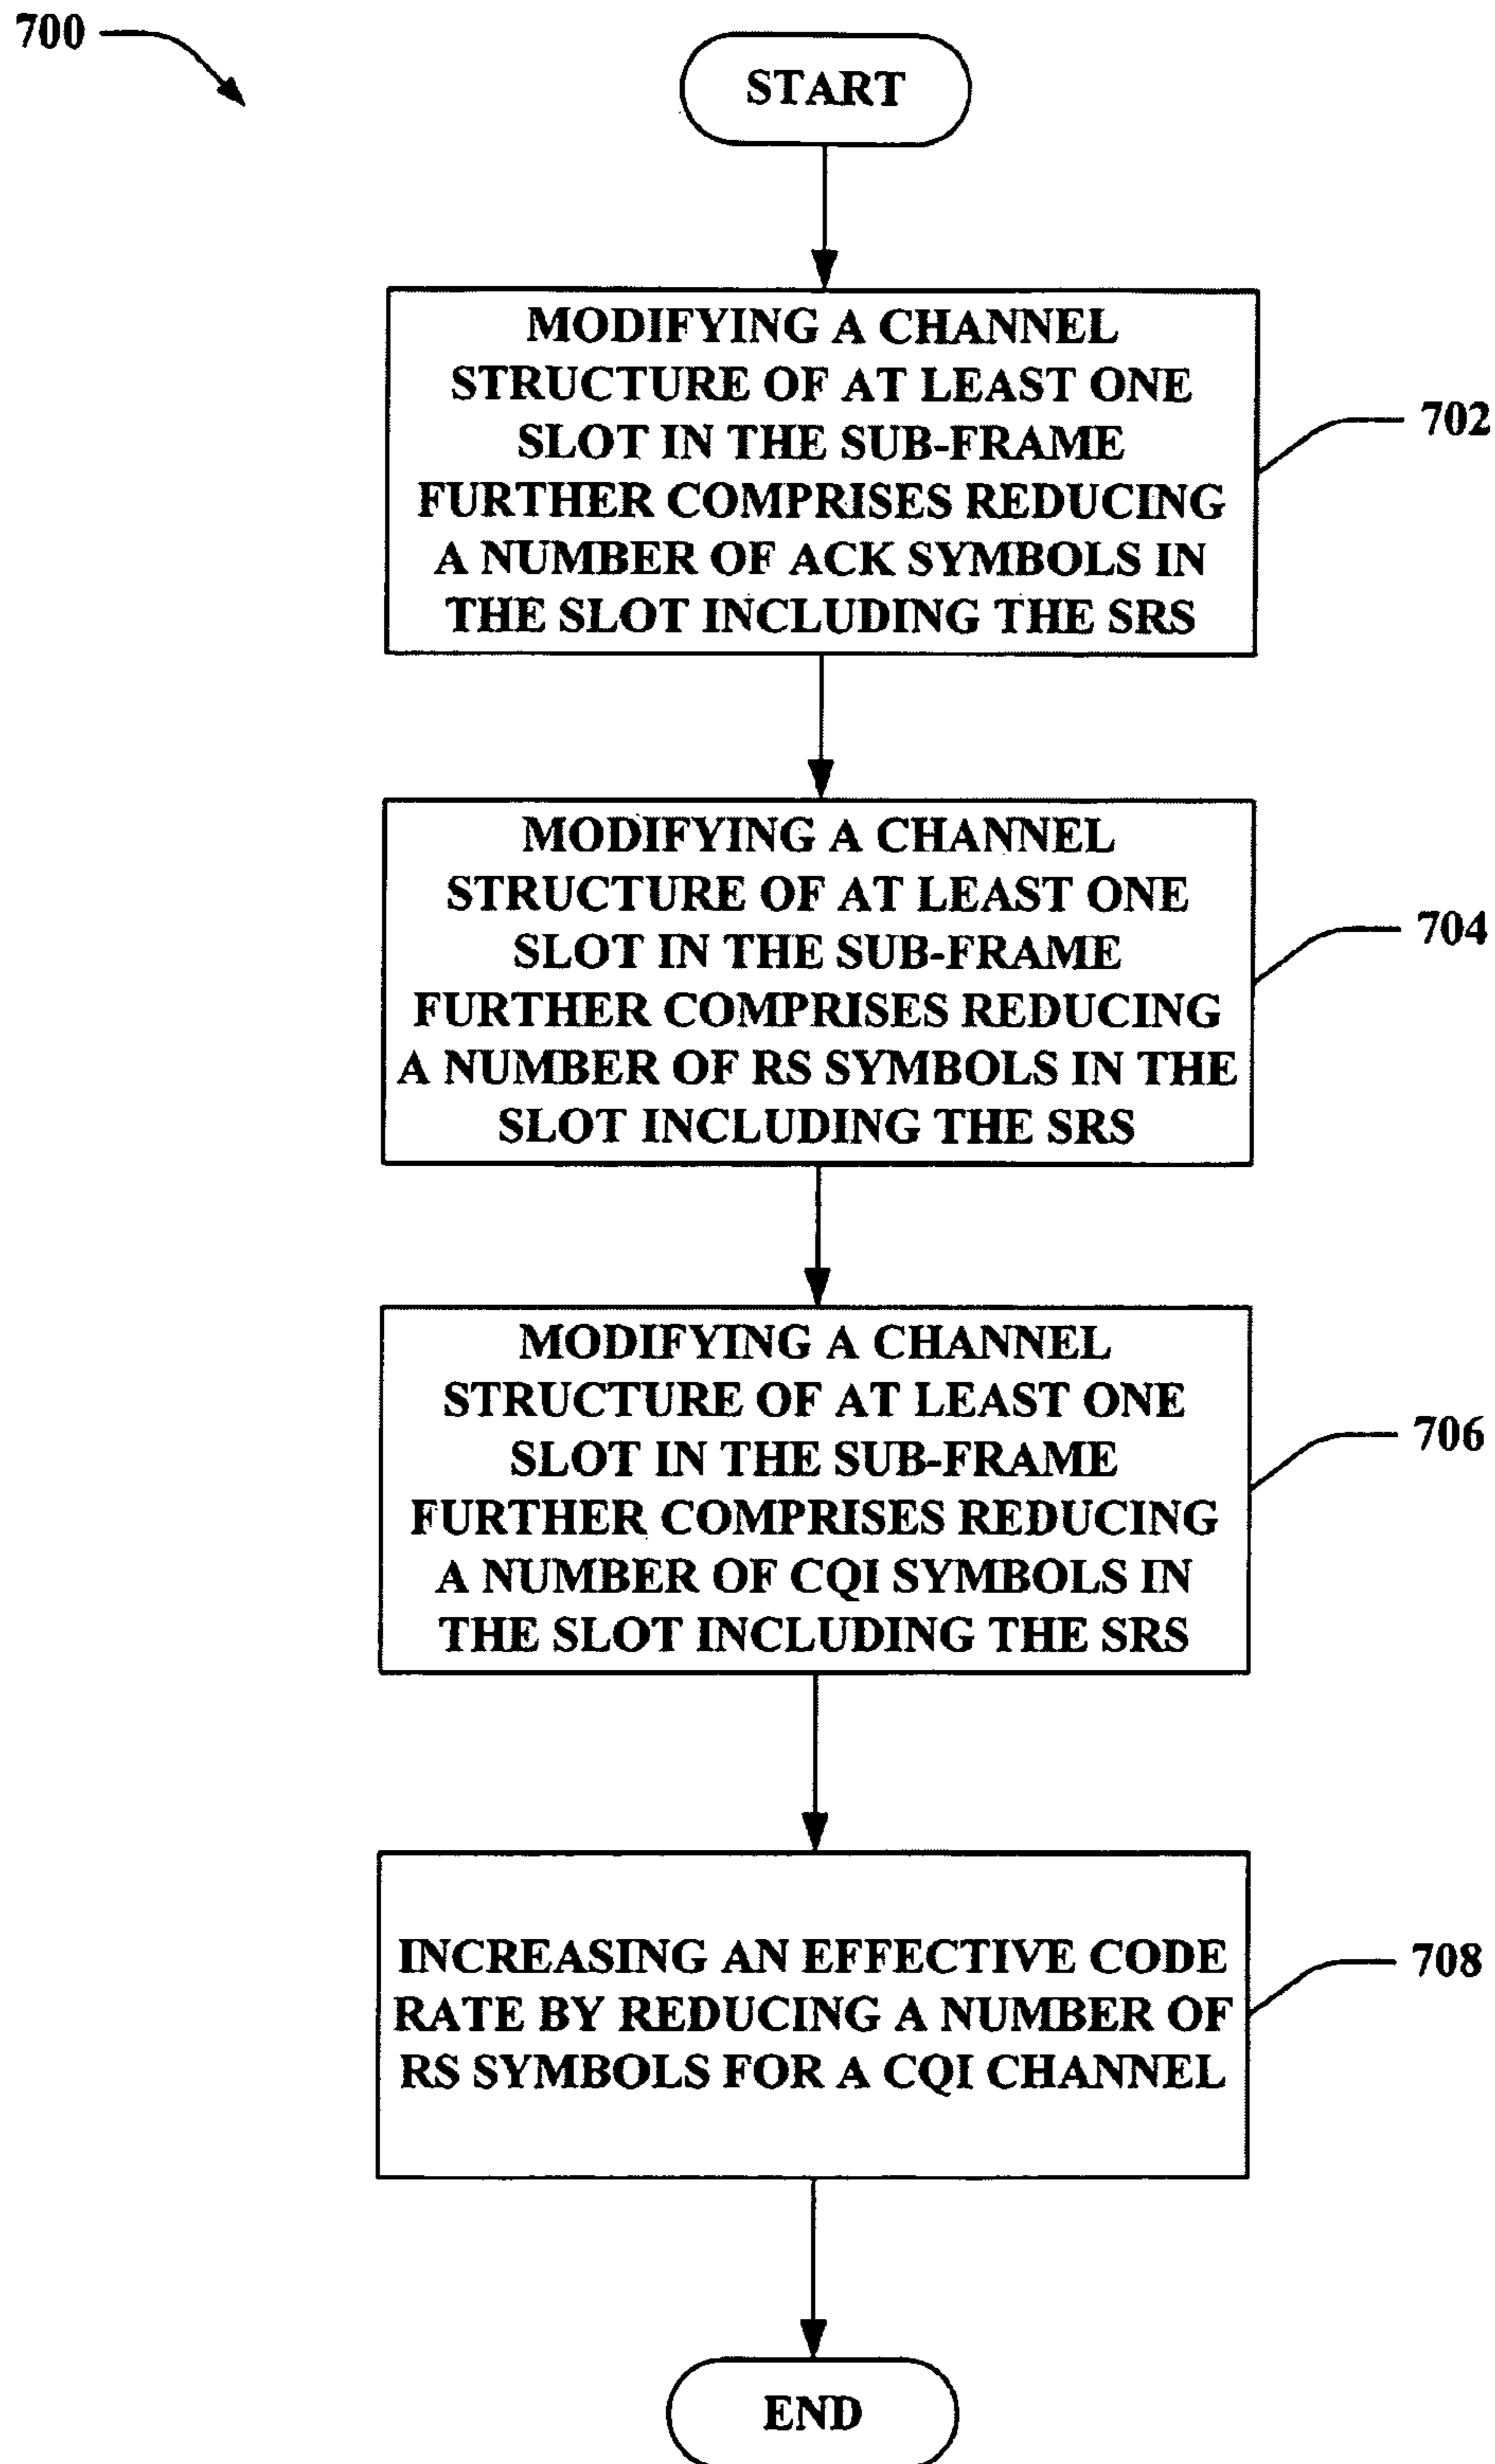 700
START
MODIFYING A CHANNEL
STRUCTURE OF AT LEAST ONE
SLOT IN THE SUB-FRAME
FURTHER COMPRISES REDUCING
A NUMBER OF ACK SYMBOLS IN
THE SLOT INCLUDING THE SRS
702
MODIFYING A CHANNEL
STRUCTURE OF AT LEAST ONE
SLOT IN THE SUB-FRAME
FURTHER COMPRISES REDUCING
A NUMBER OF RS SYMBOLS IN THE
SLOT INCLUDING THE SRS
704
MODIFYING A CHANNEL
STRUCTURE OF AT LEAST ONE
SLOT IN THE SUB-FRAME
FURTHER COMPRISES REDUCING
A NUMBER OF CQI SYMBOLS IN
THE SLOT INCLUDING THE SRS
706
INCREASING AN EFFECTIVE CODE
RATE BY REDUCING A NUMBER OF
RS SYMBOLS FOR A CQI CHANNEL
708
END